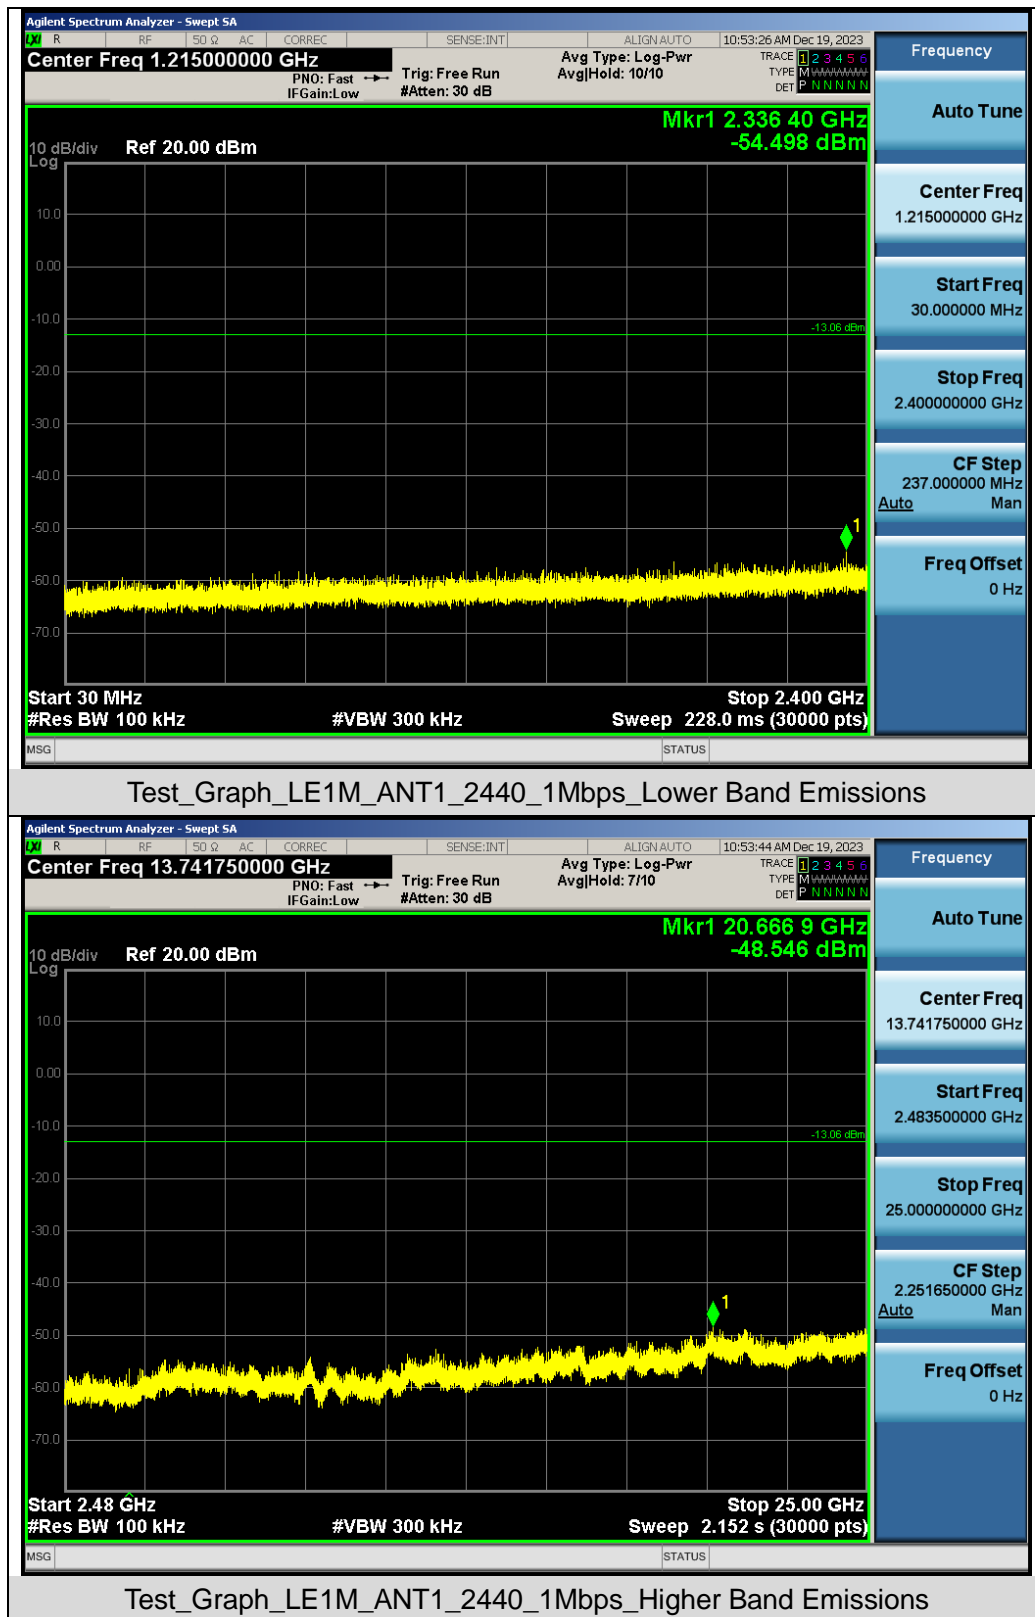 Agilent Spectrum Analyzer - Swept SA
LXI R RF 50 Ω AC CORREC SENSE:INT ALIGN AUTO 10:53:26 AM Dec 19, 2023
Center Freq 1.215000000 GHz
PNO: Fast
IFGain:Low
Trig: Free Run
#Atten: 30 dB
Avg Type: Log-Pwr
Avg|Hold: 10/10
TRACE 1 2 3 4 5 6
TYPE M
DET P N N N N N
Mkr1 2.336 40 GHz
-54.498 dBm
10 dB/div Ref 20.00 dBm
Log
10.0
0.00
-10.0
-13.06 dBm
-20.0
-30.0
-40.0
-50.0
1
-60.0
-70.0
Start 30 MHz Stop 2.400 GHz
#Res BW 100 kHz #VBW 300 kHz Sweep 228.0 ms (30000 pts)
MSG STATUS
Frequency
Auto Tune
Center Freq
1.215000000 GHz
Start Freq
30.000000 MHz
Stop Freq
2.400000000 GHz
CF Step
237.000000 MHz
Auto Man
Freq Offset
0 Hz
Test_Graph_LE1M_ANT1_2440_1Mbps_Lower Band Emissions
Agilent Spectrum Analyzer - Swept SA
LXI R RF 50 Ω AC CORREC SENSE:INT ALIGN AUTO 10:53:44 AM Dec 19, 2023
Center Freq 13.741750000 GHz
PNO: Fast
IFGain:Low
Trig: Free Run
#Atten: 30 dB
Avg Type: Log-Pwr
Avg|Hold: 7/10
TRACE 1 2 3 4 5 6
TYPE M
DET P N N N N N
Mkr1 20.666 9 GHz
-48.546 dBm
10 dB/div Ref 20.00 dBm
Log
10.0
0.00
-10.0
-13.06 dBm
-20.0
-30.0
-40.0
1
-50.0
-60.0
-70.0
Start 2.48 GHz Stop 25.00 GHz
#Res BW 100 kHz #VBW 300 kHz Sweep 2.152 s (30000 pts)
MSG STATUS
Frequency
Auto Tune
Center Freq
13.741750000 GHz
Start Freq
2.483500000 GHz
Stop Freq
25.000000000 GHz
CF Step
2.251650000 GHz
Auto Man
Freq Offset
0 Hz
Test_Graph_LE1M_ANT1_2440_1Mbps_Higher Band Emissions